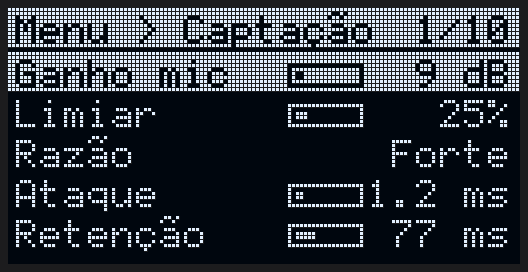 Menu > Captação 1/10
Ganho mic 9 dB
Limiar 25%
Razão Forte
Ataque 1.2 ms
Retenção 77 ms